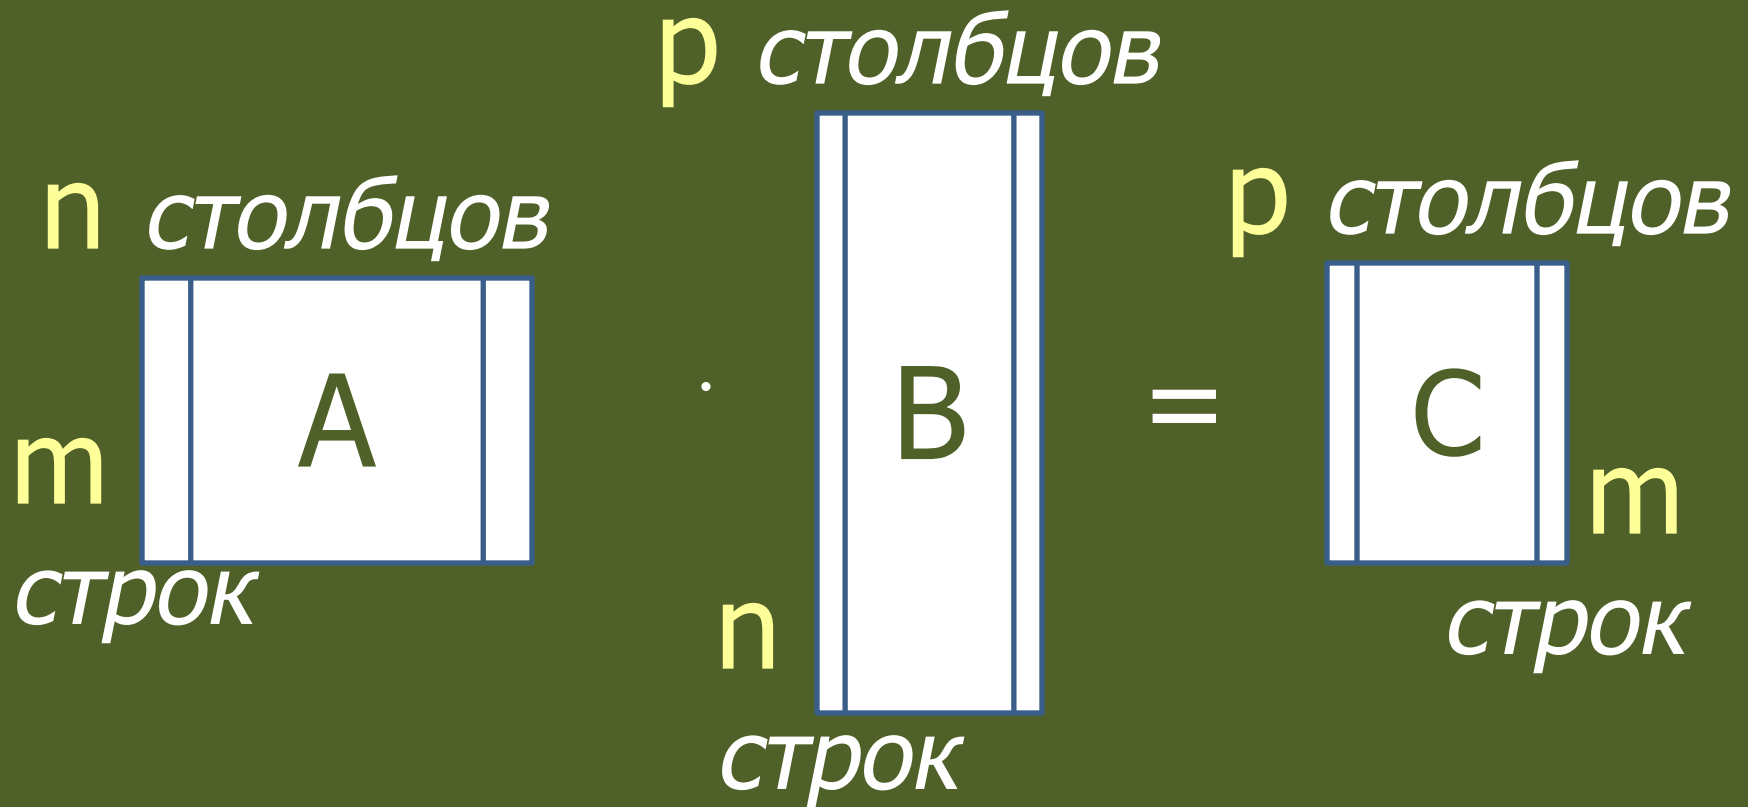 p столбцов
n столбцов
p столбцов
A
·
B
=
C
m
строк
n
строк
m
строк